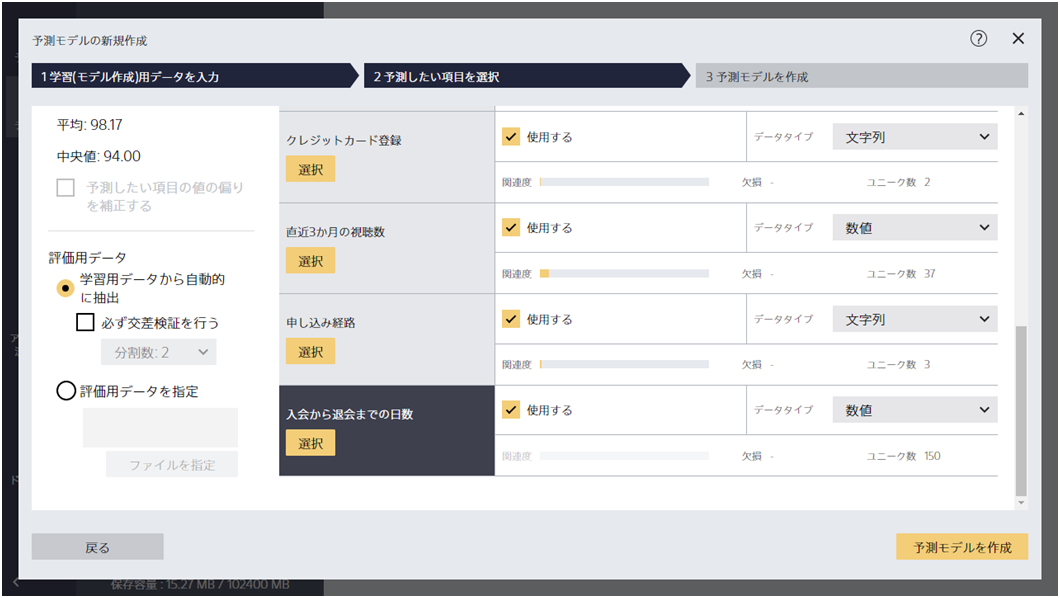 予測モデルの新規作成
?
1 学習(モデル作成)用データを入力
2 予測したい項目を選択
3 予測モデルを作成
平均: 98.17
中央値: 94.00
予測したい項目の値の偏り
を補正する
評価用データ
学習用データから自動的
に抽出
必ず交差検証を行う
分割数: 2
評価用データを指定
ファイルを指定
クレジットカード登録
選択
使用する
データタイプ
文字列
関連度
欠損 -
ユニーク数 2
直近3か月の視聴数
選択
使用する
データタイプ
数値
関連度
欠損 -
ユニーク数 37
申し込み経路
選択
使用する
データタイプ
文字列
関連度
欠損 -
ユニーク数 3
入会から退会までの日数
選択
使用する
データタイプ
数値
関連度
欠損 -
ユニーク数 150
戻る
予測モデルを作成
保存容量 : 15.27 MB / 102400 MB